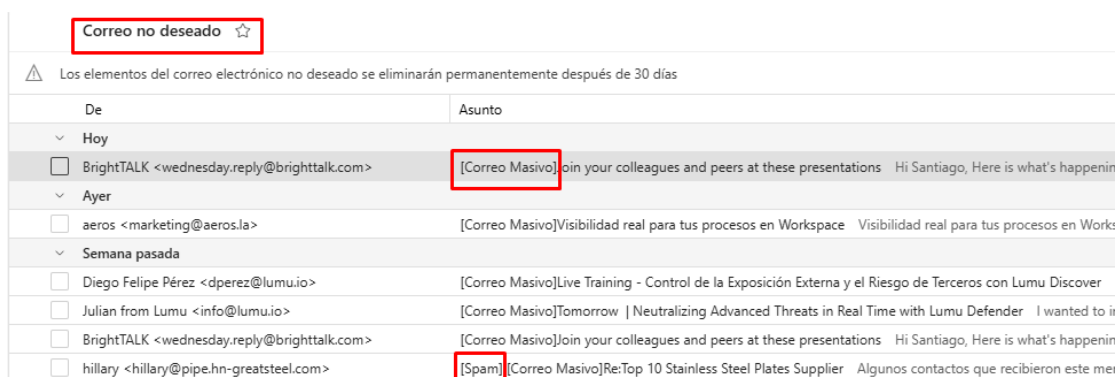 Correo no deseado
Los elementos del correo electrónico no deseado se eliminarán permanentemente después de 30 días
De Asunto
Hoy
BrightTALK <wednesday.reply@brighttalk.com> [Correo Masivo]Join your colleagues and peers at these presentations Hi Santiago, Here is what's happenin
Ayer
aeros <marketing@aeros.la> [Correo Masivo]Visibilidad real para tus procesos en Workspace Visibilidad real para tus procesos en Works
Semana pasada
Diego Felipe Pérez <dperez@lumu.io> [Correo Masivo]Live Training - Control de la Exposición Externa y el Riesgo de Terceros con Lumu Discover
Julian from Lumu <info@lumu.io> [Correo Masivo]Tomorrow | Neutralizing Advanced Threats in Real Time with Lumu Defender I wanted to in
BrightTALK <wednesday.reply@brighttalk.com> [Correo Masivo]Join your colleagues and peers at these presentations Hi Santiago, Here is what's happenin
hillary <hillary@pipe.hn-greatsteel.com> [Spam] [Correo Masivo]Re:Top 10 Stainless Steel Plates Supplier Algunos contactos que recibieron este me